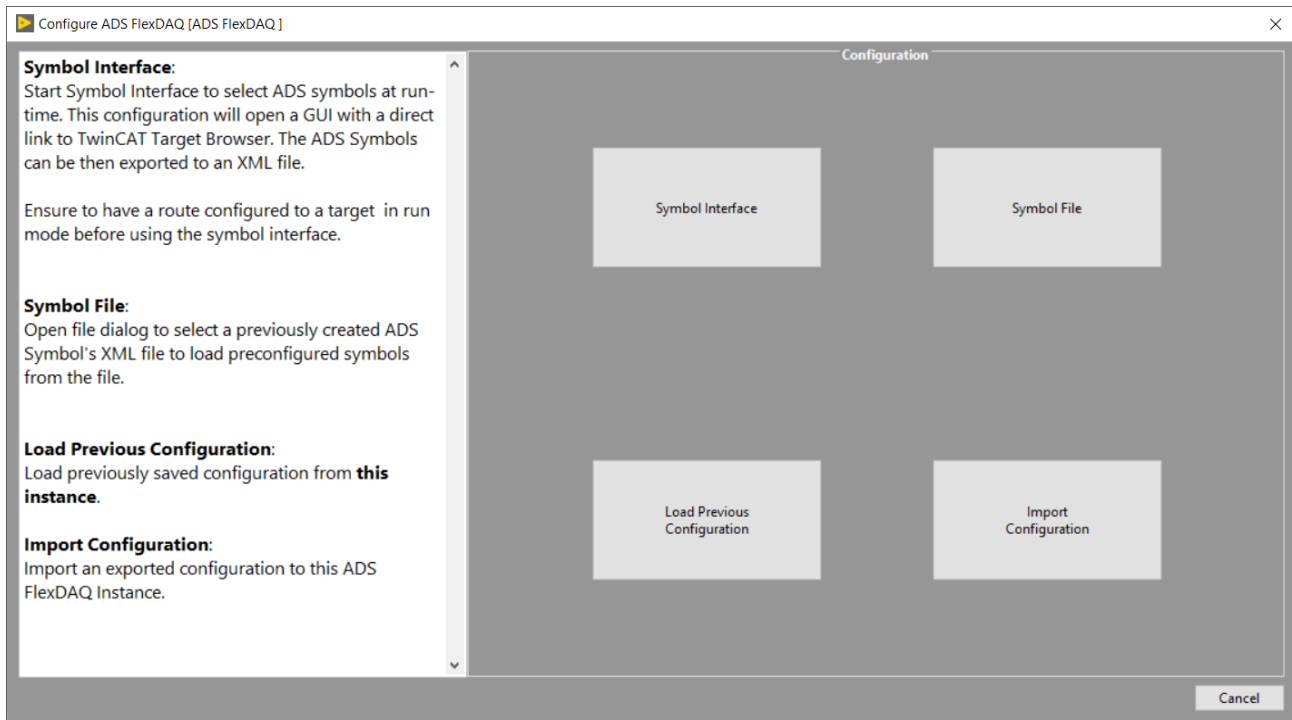 Configure ADS FlexDAQ [ADS FlexDAQ ]
Symbol Interface:
Start Symbol Interface to select ADS symbols at run-
time. This configuration will open a GUI with a direct
link to TwinCAT Target Browser. The ADS Symbols
can be then exported to an XML file.
Ensure to have a route configured to a target  in run
mode before using the symbol interface.
Symbol File:
Open file dialog to select a previously created ADS
Symbol's XML file to load preconfigured symbols
from the file.
Load Previous Configuration:
Load previously saved configuration from this
instance.
Import Configuration:
Import an exported configuration to this ADS
FlexDAQ Instance.
Configuration
Symbol Interface
Symbol File
Load Previous
Configuration
Import
Configuration
Cancel